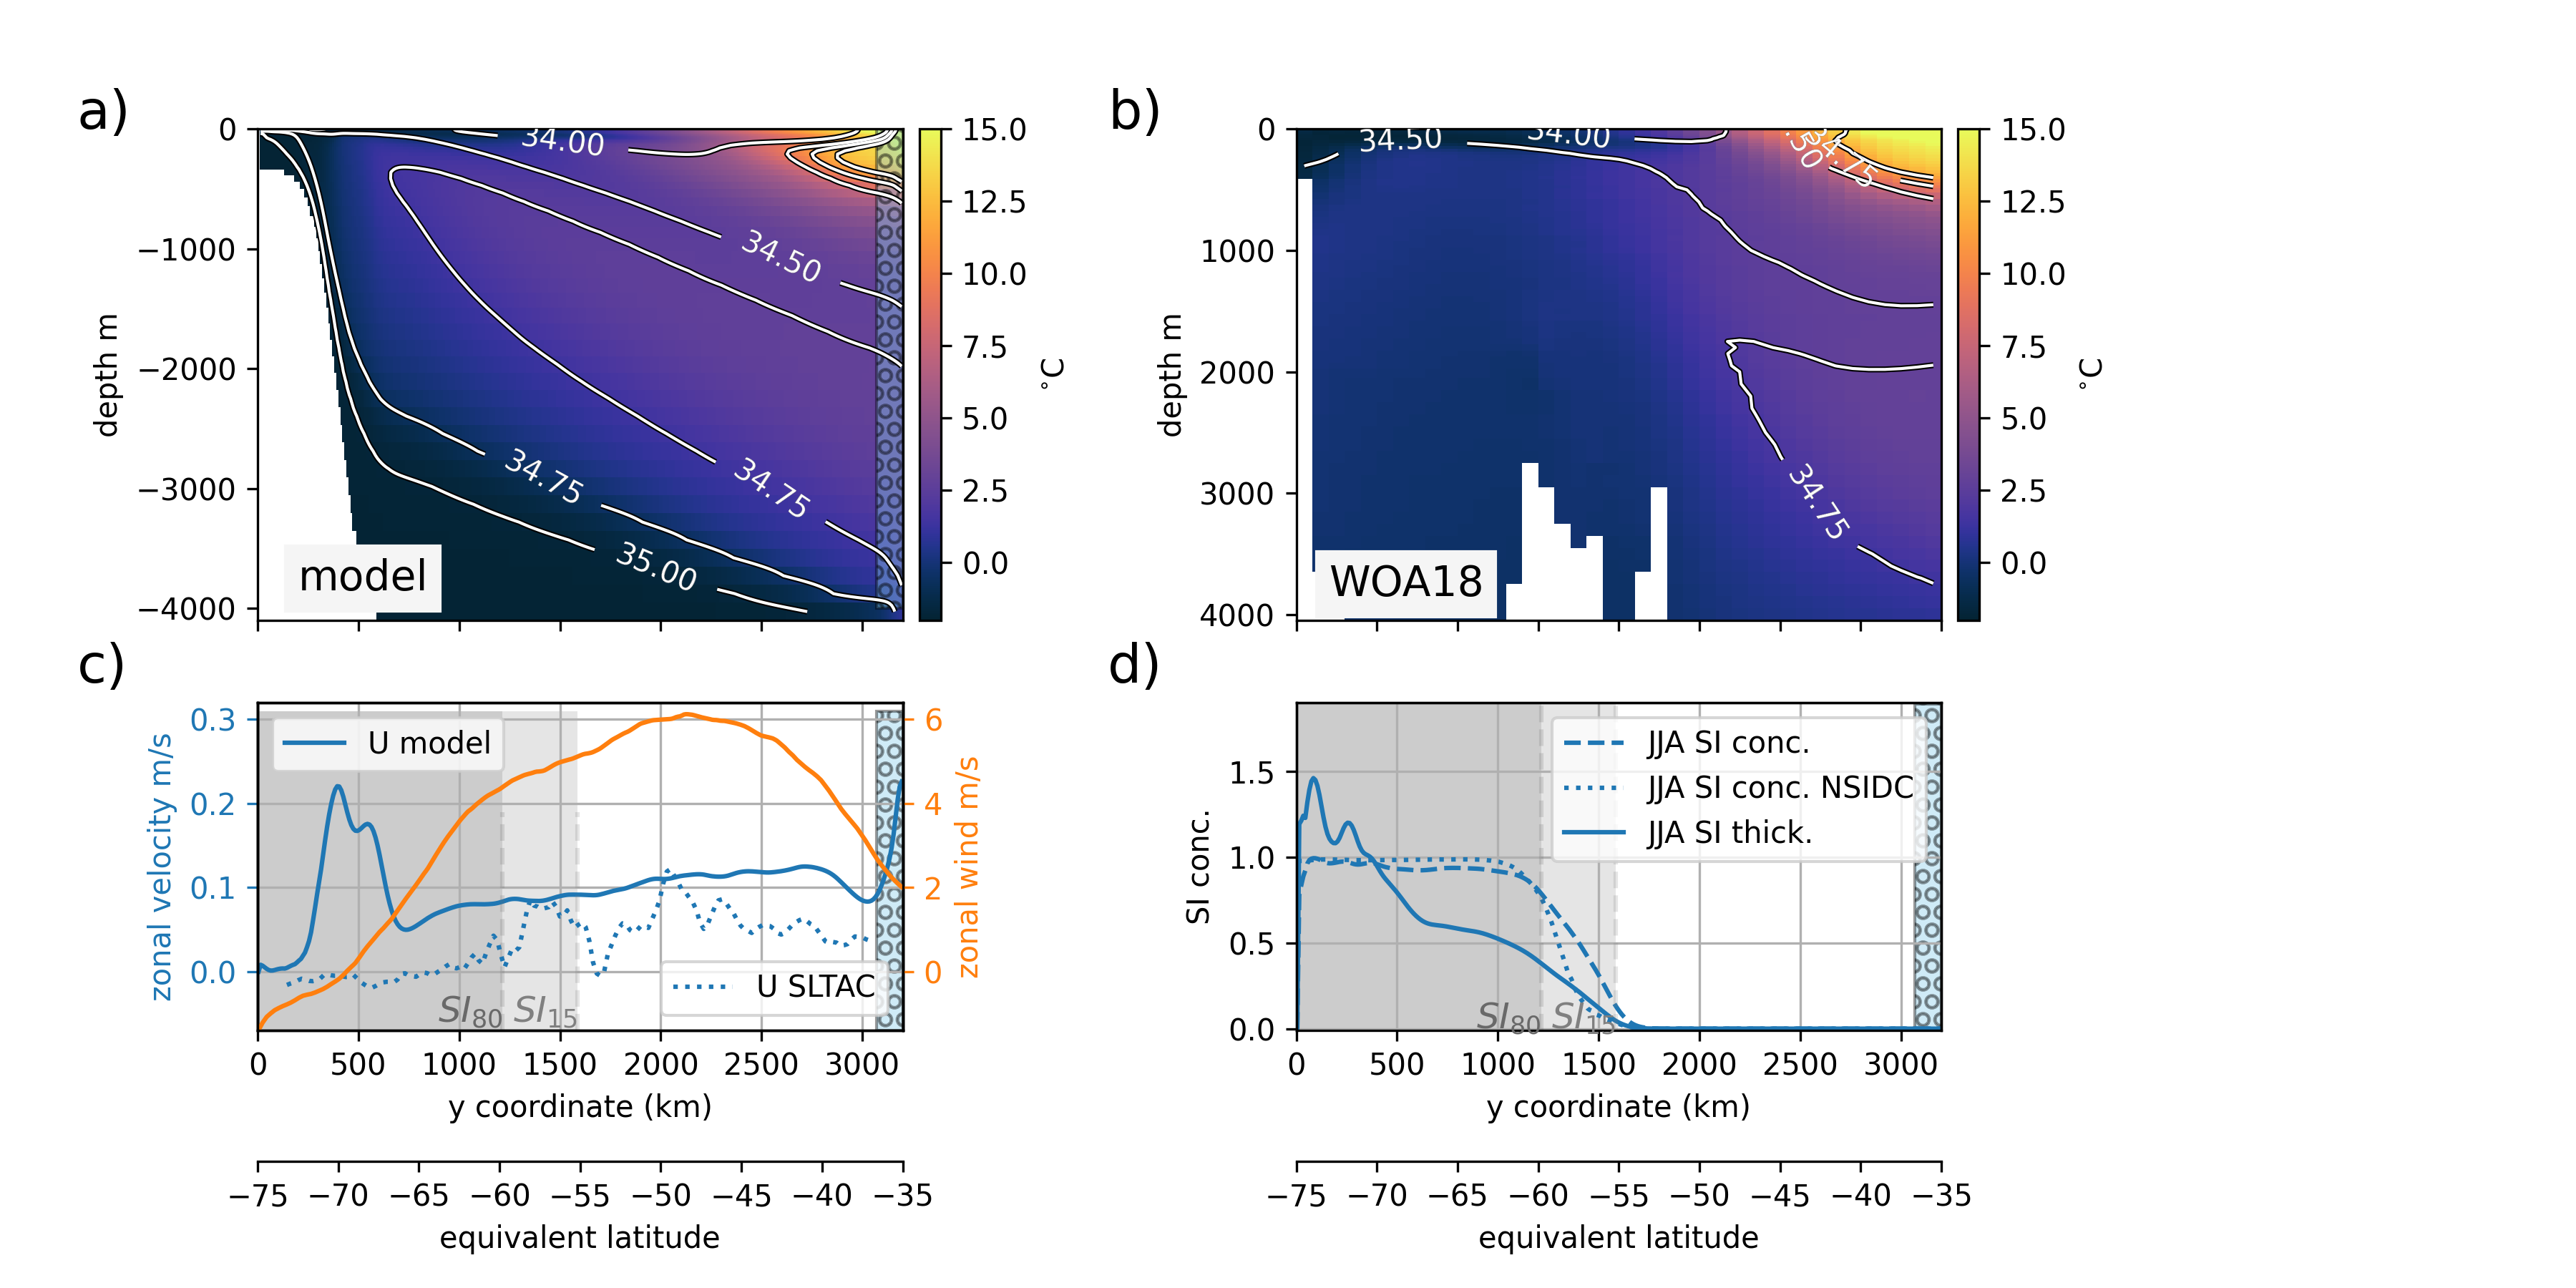 a)
0
−1000
−2000
−3000
−4000
depth m
34.00
34.50
34.75
34.75
35.00
model
15.0
12.5
10.0
7.5
5.0
2.5
0.0
°C
b)
0
1000
2000
3000
4000
depth m
34.50
34.00
.50
34.75
34.75
WOA18
15.0
12.5
10.0
7.5
5.0
2.5
0.0
°C
c)
0.3
0.2
0.1
0.0
zonal velocity m/s
U model
U SLTAC
SI80 SI15
6
4
2
0
zonal wind m/s
0 500 1000 1500 2000 2500 3000
y coordinate (km)
−75 −70 −65 −60 −55 −50 −45 −40 −35
equivalent latitude
d)
1.5
1.0
0.5
0.0
SI conc.
JJA SI conc.
JJA SI conc. NSIDC
JJA SI thick.
SI80 SI15
0 500 1000 1500 2000 2500 3000
y coordinate (km)
−75 −70 −65 −60 −55 −50 −45 −40 −35
equivalent latitude